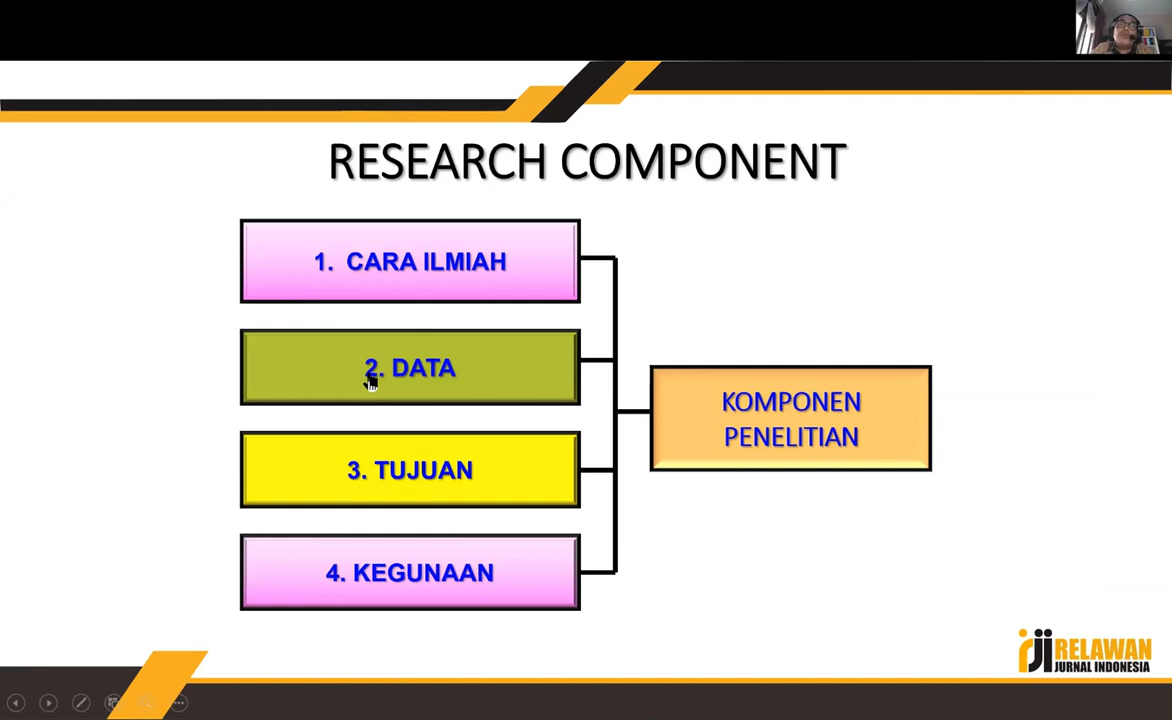 RESEARCH COMPONENT
1. CARA ILMIAH
2. DATA
3. TUJUAN
4. KEGUNAAN
KOMPONEN
PENELITIAN
RELAWAN
JURNAL INDONESIA